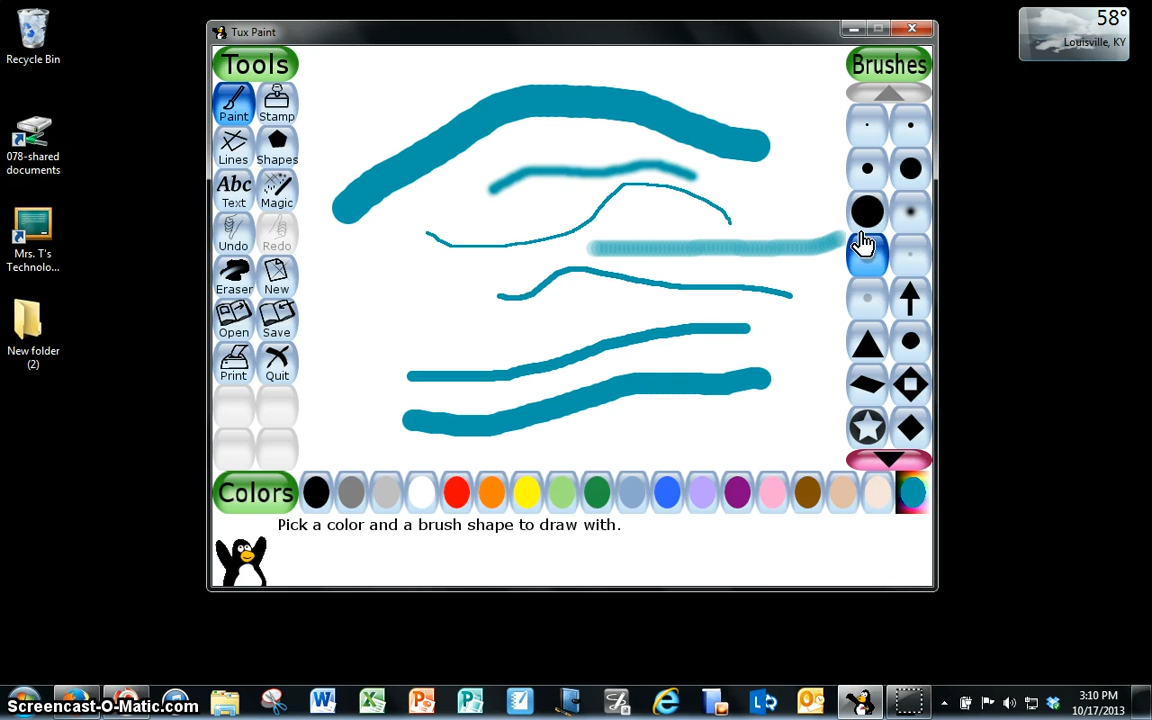 Recycle Bin
078-shared
documents
Mrs. T's
Technolo...
New folder
(2)
Tux Paint
Tools
Paint
Stamp
Lines
Shapes
Abc
Text
Magic
Undo
Redo
Eraser
New
Open
Save
Print
Quit
Brushes
Colors
Pick a color and a brush shape to draw with.
58°
Louisville, KY
Screencast-O-Matic.com
3:10 PM
10/17/2013